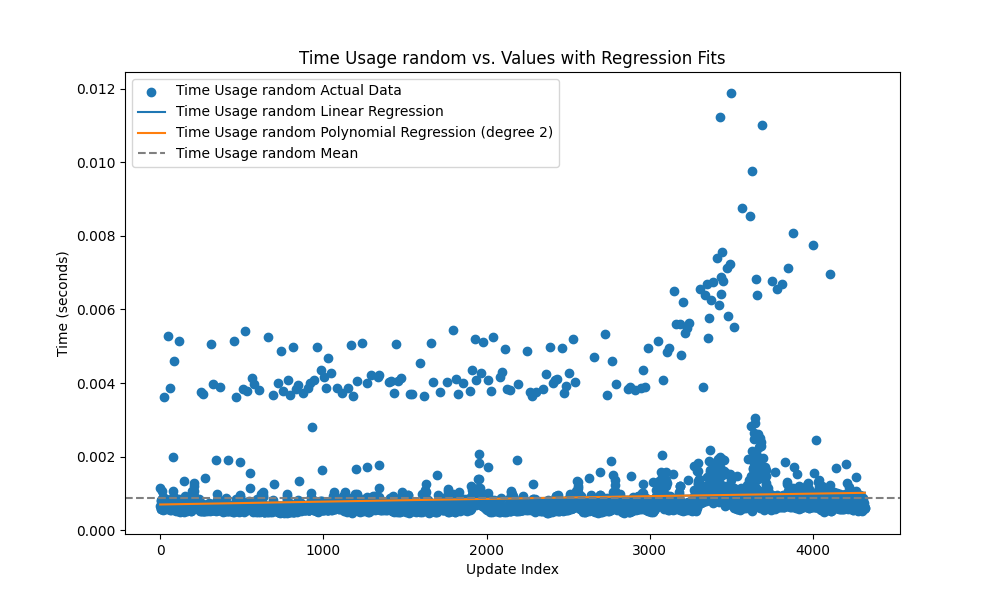 Time Usage random vs. Values with Regression Fits
Time Usage random Actual Data
Time Usage random Linear Regression
Time Usage random Polynomial Regression (degree 2)
Time Usage random Mean
Time (seconds)
0.012
0.010
0.008
0.006
0.004
0.002
0.000
0
1000
2000
3000
4000
Update Index